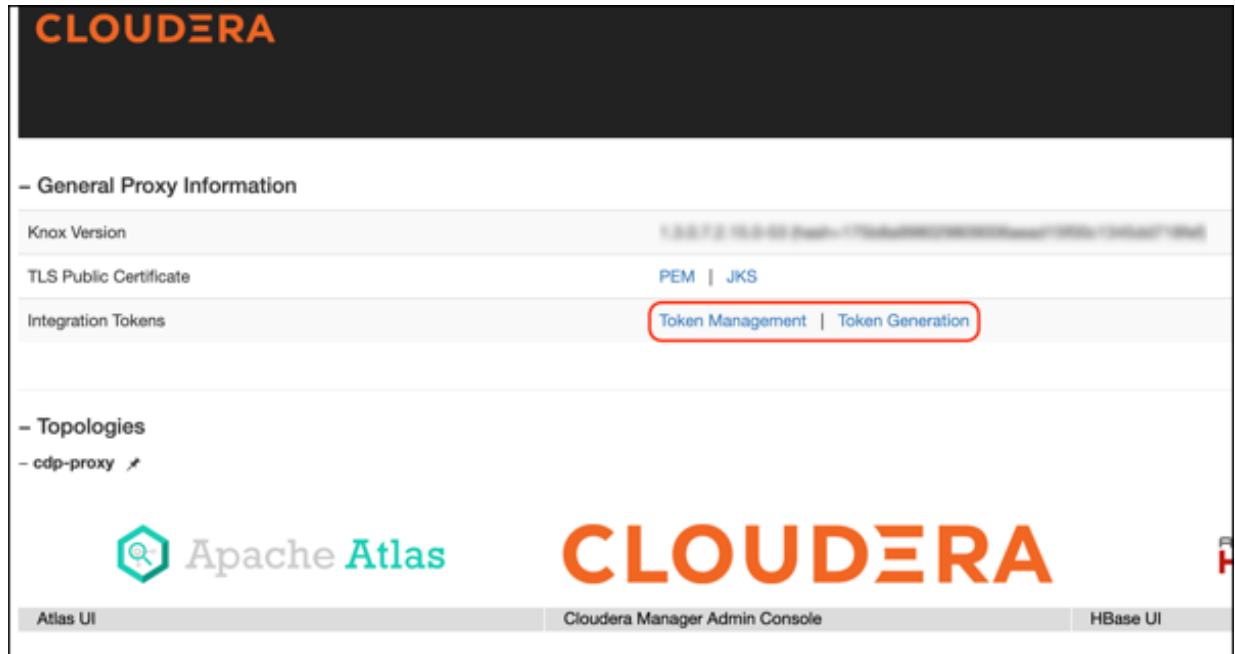 CLOUDERA
– General Proxy Information
Knox Version
TLS Public Certificate PEM | JKS
Integration Tokens Token Management | Token Generation
– Topologies
– cdp-proxy
Apache Atlas CLOUDERA
Atlas UI Cloudera Manager Admin Console HBase UI